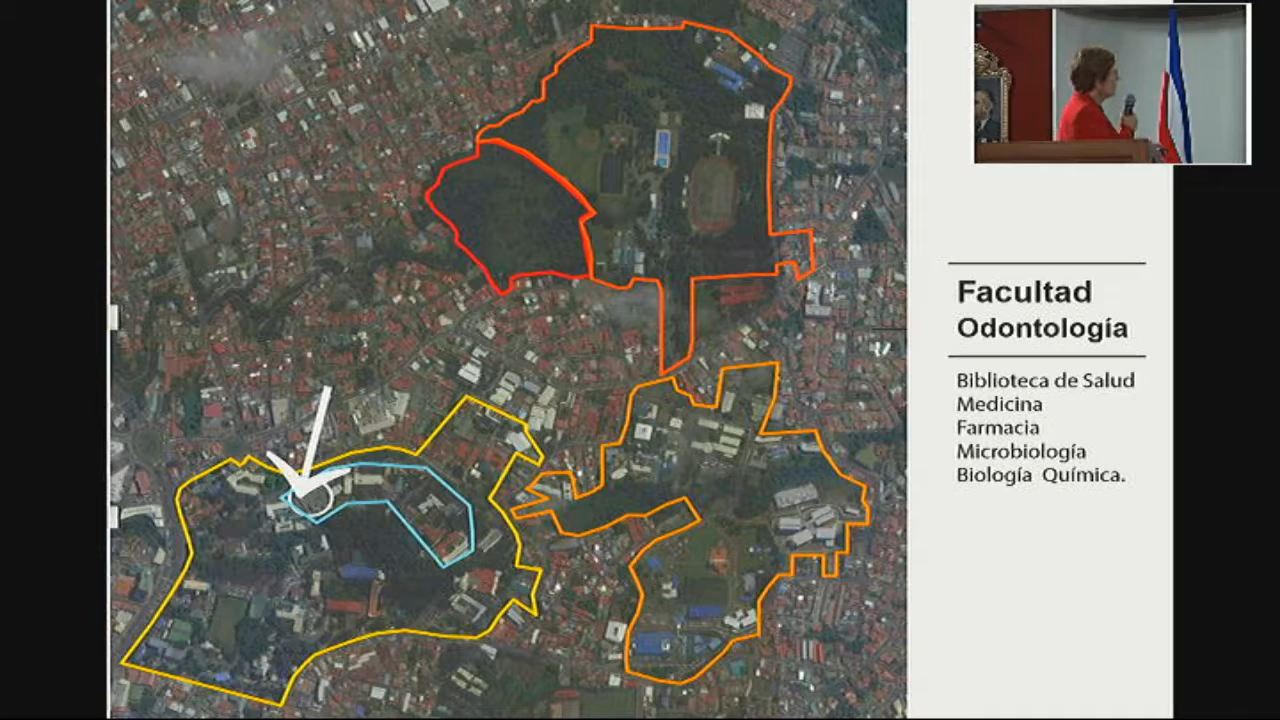 Facultad
Odontología
Biblioteca de Salud
Medicina
Farmacia
Microbiología
Biología Química.